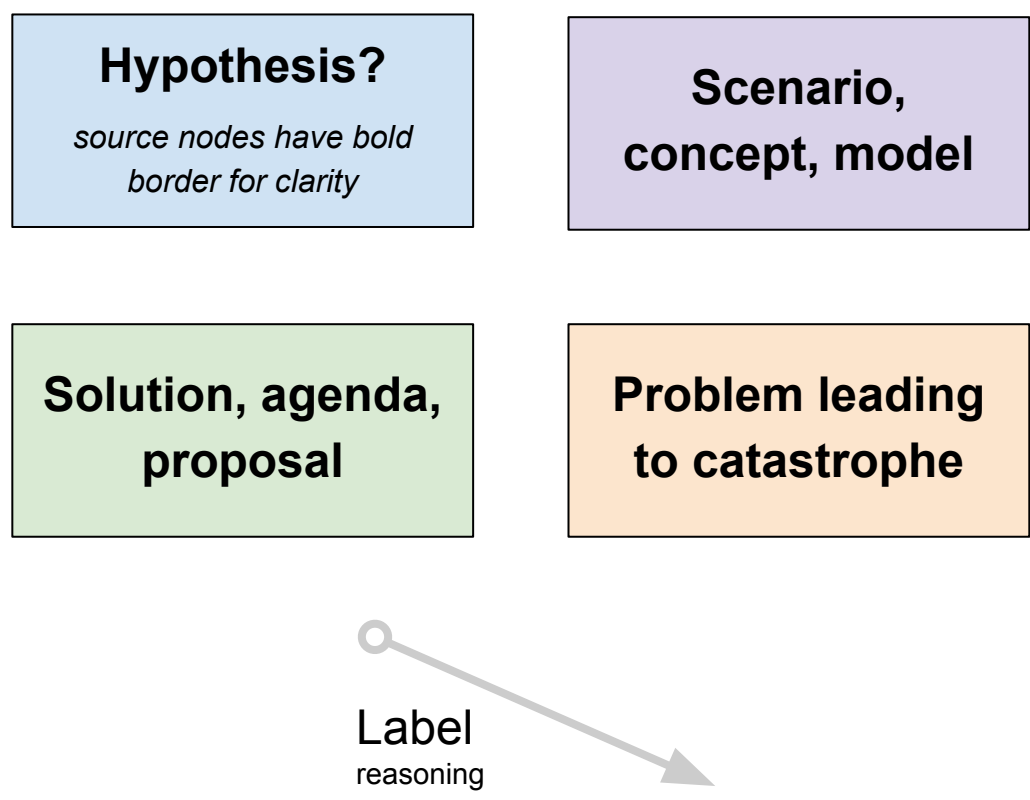 Hypothesis?
source nodes have bold
border for clarity
Scenario,
concept, model
Solution, agenda,
proposal
Problem leading
to catastrophe
Label
reasoning